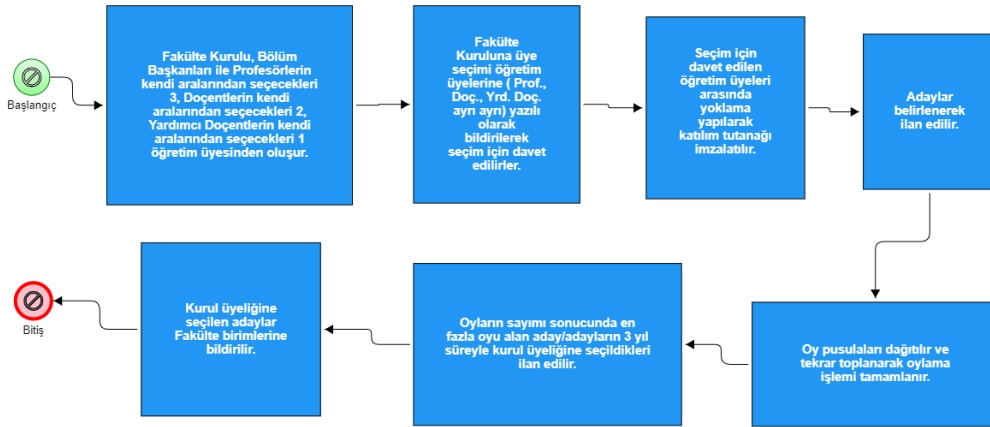 Başlangıç
Fakülte Kurulu, Bölüm
Başkanları ile Profesörlerin
kendi aralarından seçecekleri
3, Doçentlerin kendi
aralarından seçecekleri 2,
Yardımcı Doçentlerin kendi
aralarından seçecekleri 1
öğretim üyesinden oluşur.
Fakülte
Kuruluna üye
seçimi öğretim
üyelerine ( Prof.,
Doç., Yrd. Doç.
ayrı ayrı) yazılı
olarak
bildirilerek
seçim için davet
edilirler.
Seçim için
davet edilen
öğretim üyeleri
arasında
yoklama
yapılarak
katılım tutanağı
imzalatılır.
Adaylar
belirlenerek
ilan edilir.
Oy pusulaları dağıtılır ve
tekrar toplanarak oylama
işlemi tamamlanır.
Oyların sayımı sonucunda en
fazla oyu alan aday/adayların 3 yıl
süreyle kurul üyeliğine seçildikleri
ilan edilir.
Kurul üyeliğine
seçilen adaylar
Fakülte birimlerine
bildirilir.
Bitiş